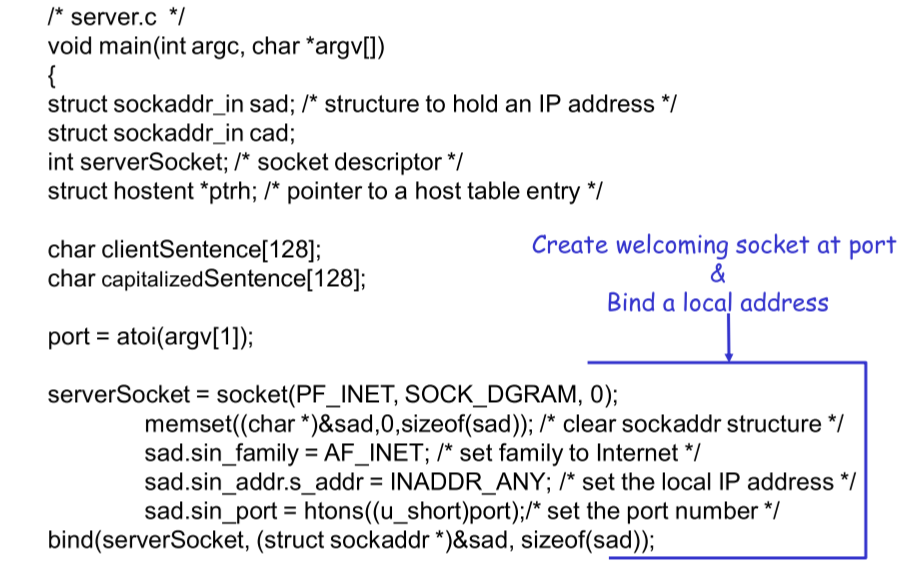 /* server.c */
void main(int argc, char *argv[])
{
struct sockaddr_in sad; /* structure to hold an IP address */
struct sockaddr_in cad;
int serverSocket; /* socket descriptor */
struct hostent *ptrh; /* pointer to a host table entry */
char clientSentence[128];
char capitalizedSentence[128];
Create welcoming socket at port
&
Bind a local address
port = atoi(argv[1]);
serverSocket = socket(PF_INET, SOCK_DGRAM, 0);
memset((char *)&sad,0,sizeof(sad)); /* clear sockaddr structure */
sad.sin_family = AF_INET; /* set family to Internet */
sad.sin_addr.s_addr = INADDR_ANY; /* set the local IP address */
sad.sin_port = htons((u_short)port);/* set the port number */
bind(serverSocket, (struct sockaddr *)&sad, sizeof(sad));